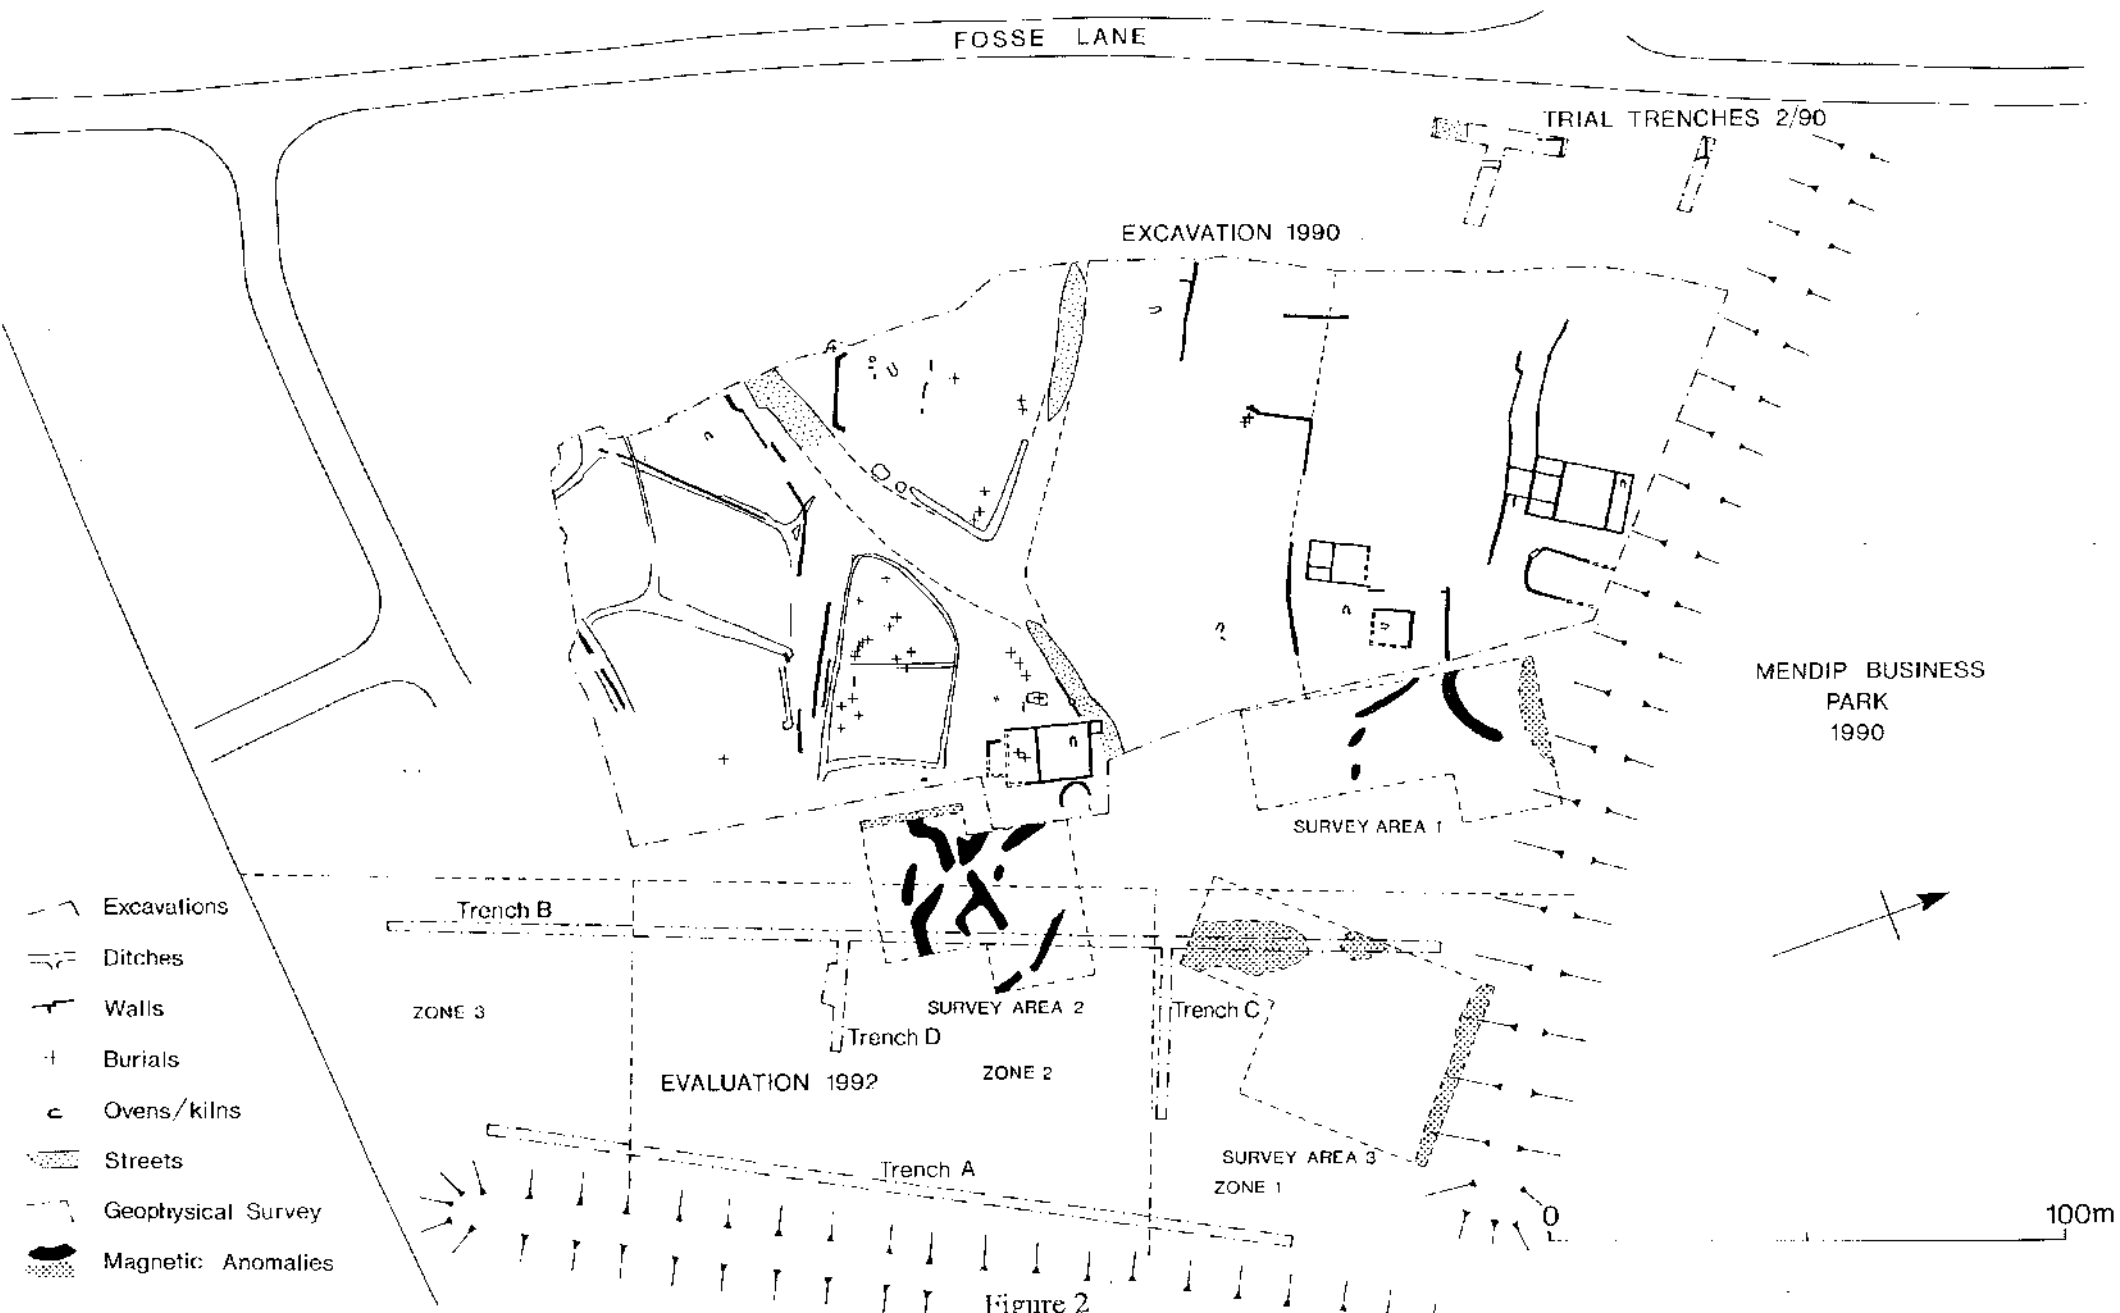 FOSSE LANE
TRIAL TRENCHES 2/90
EXCAVATION 1990
MENDIP BUSINESS
PARK
1990
SURVEY AREA 1
Excavations
Trench B
Ditches
Walls
ZONE 3
SURVEY AREA 2
Trench C
Trench D
Burials
EVALUATION 1992
ZONE 2
Ovens/kilns
Streets
Trench A
SURVEY AREA 3
ZONE 1
Geophysical Survey
0
100m
Magnetic Anomalies
Figure 2